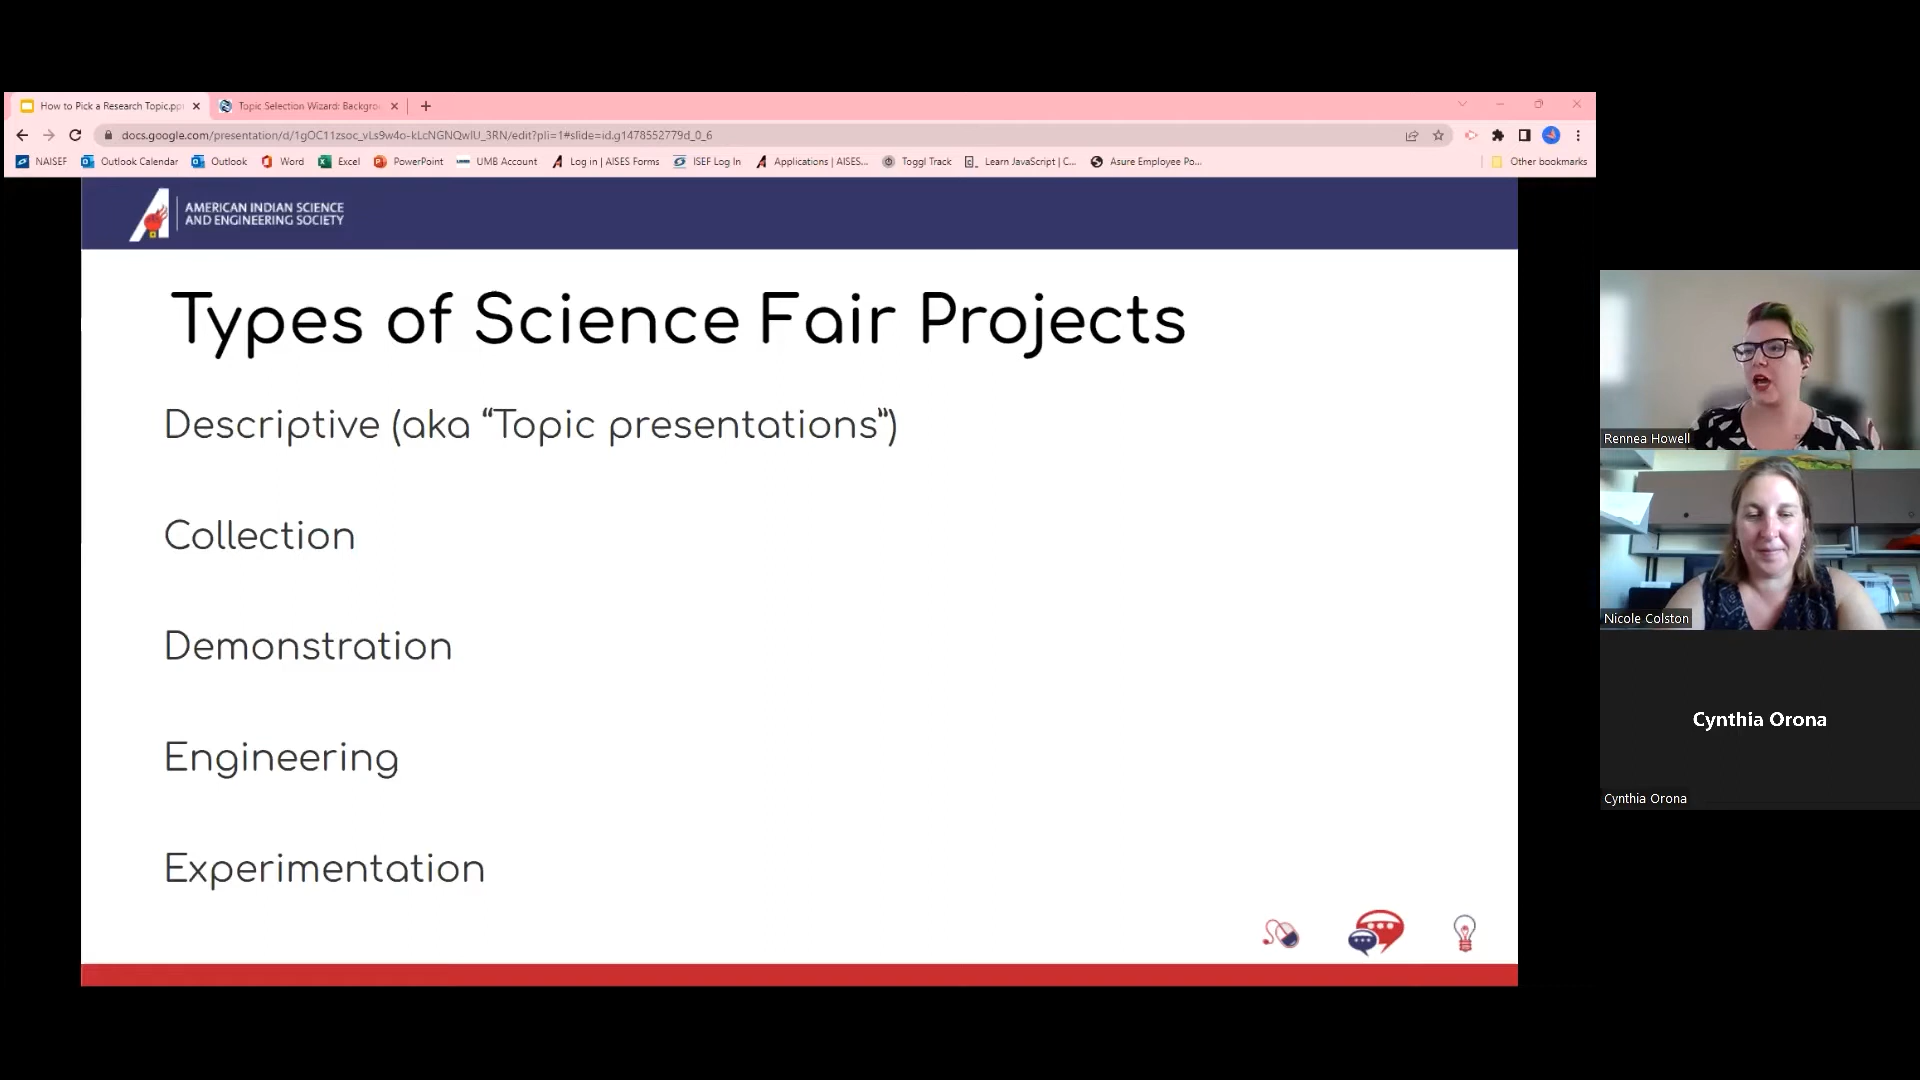 How to Pick a Research Topic.pp
Topic Selection Wizard: Backgro
docs.google.com/presentation/d/1gOC11zsoc_vLs9w4o-kLcNGNQwlU_3RN/edit?pli=1#slide=id.g1478552779d_0_6
NAISEF Outlook Calendar Outlook Word Excel PowerPoint UMB Account Log in | AISES Forms ISEF Log In Applications | AISES... Toggl Track Learn JavaScript | C... Asure Employee Po... Other bookmarks
AMERICAN INDIAN SCIENCE
AND ENGINEERING SOCIETY
Types of Science Fair Projects
Descriptive (aka “Topic presentations”)
Collection
Demonstration
Engineering
Experimentation
Rennea Howell
Nicole Colston
Cynthia Orona
Cynthia Orona